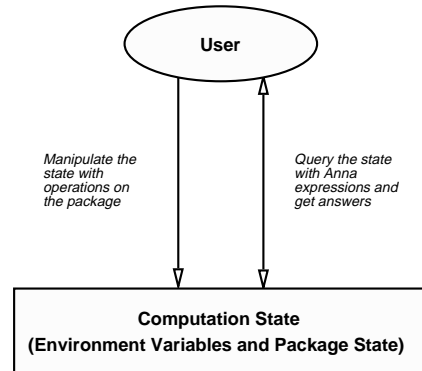 User
Manipulate the
state with
operations on
the package
Query the state
with Anna
expressions and
get answers
Computation State
(Environment Variables and Package State)